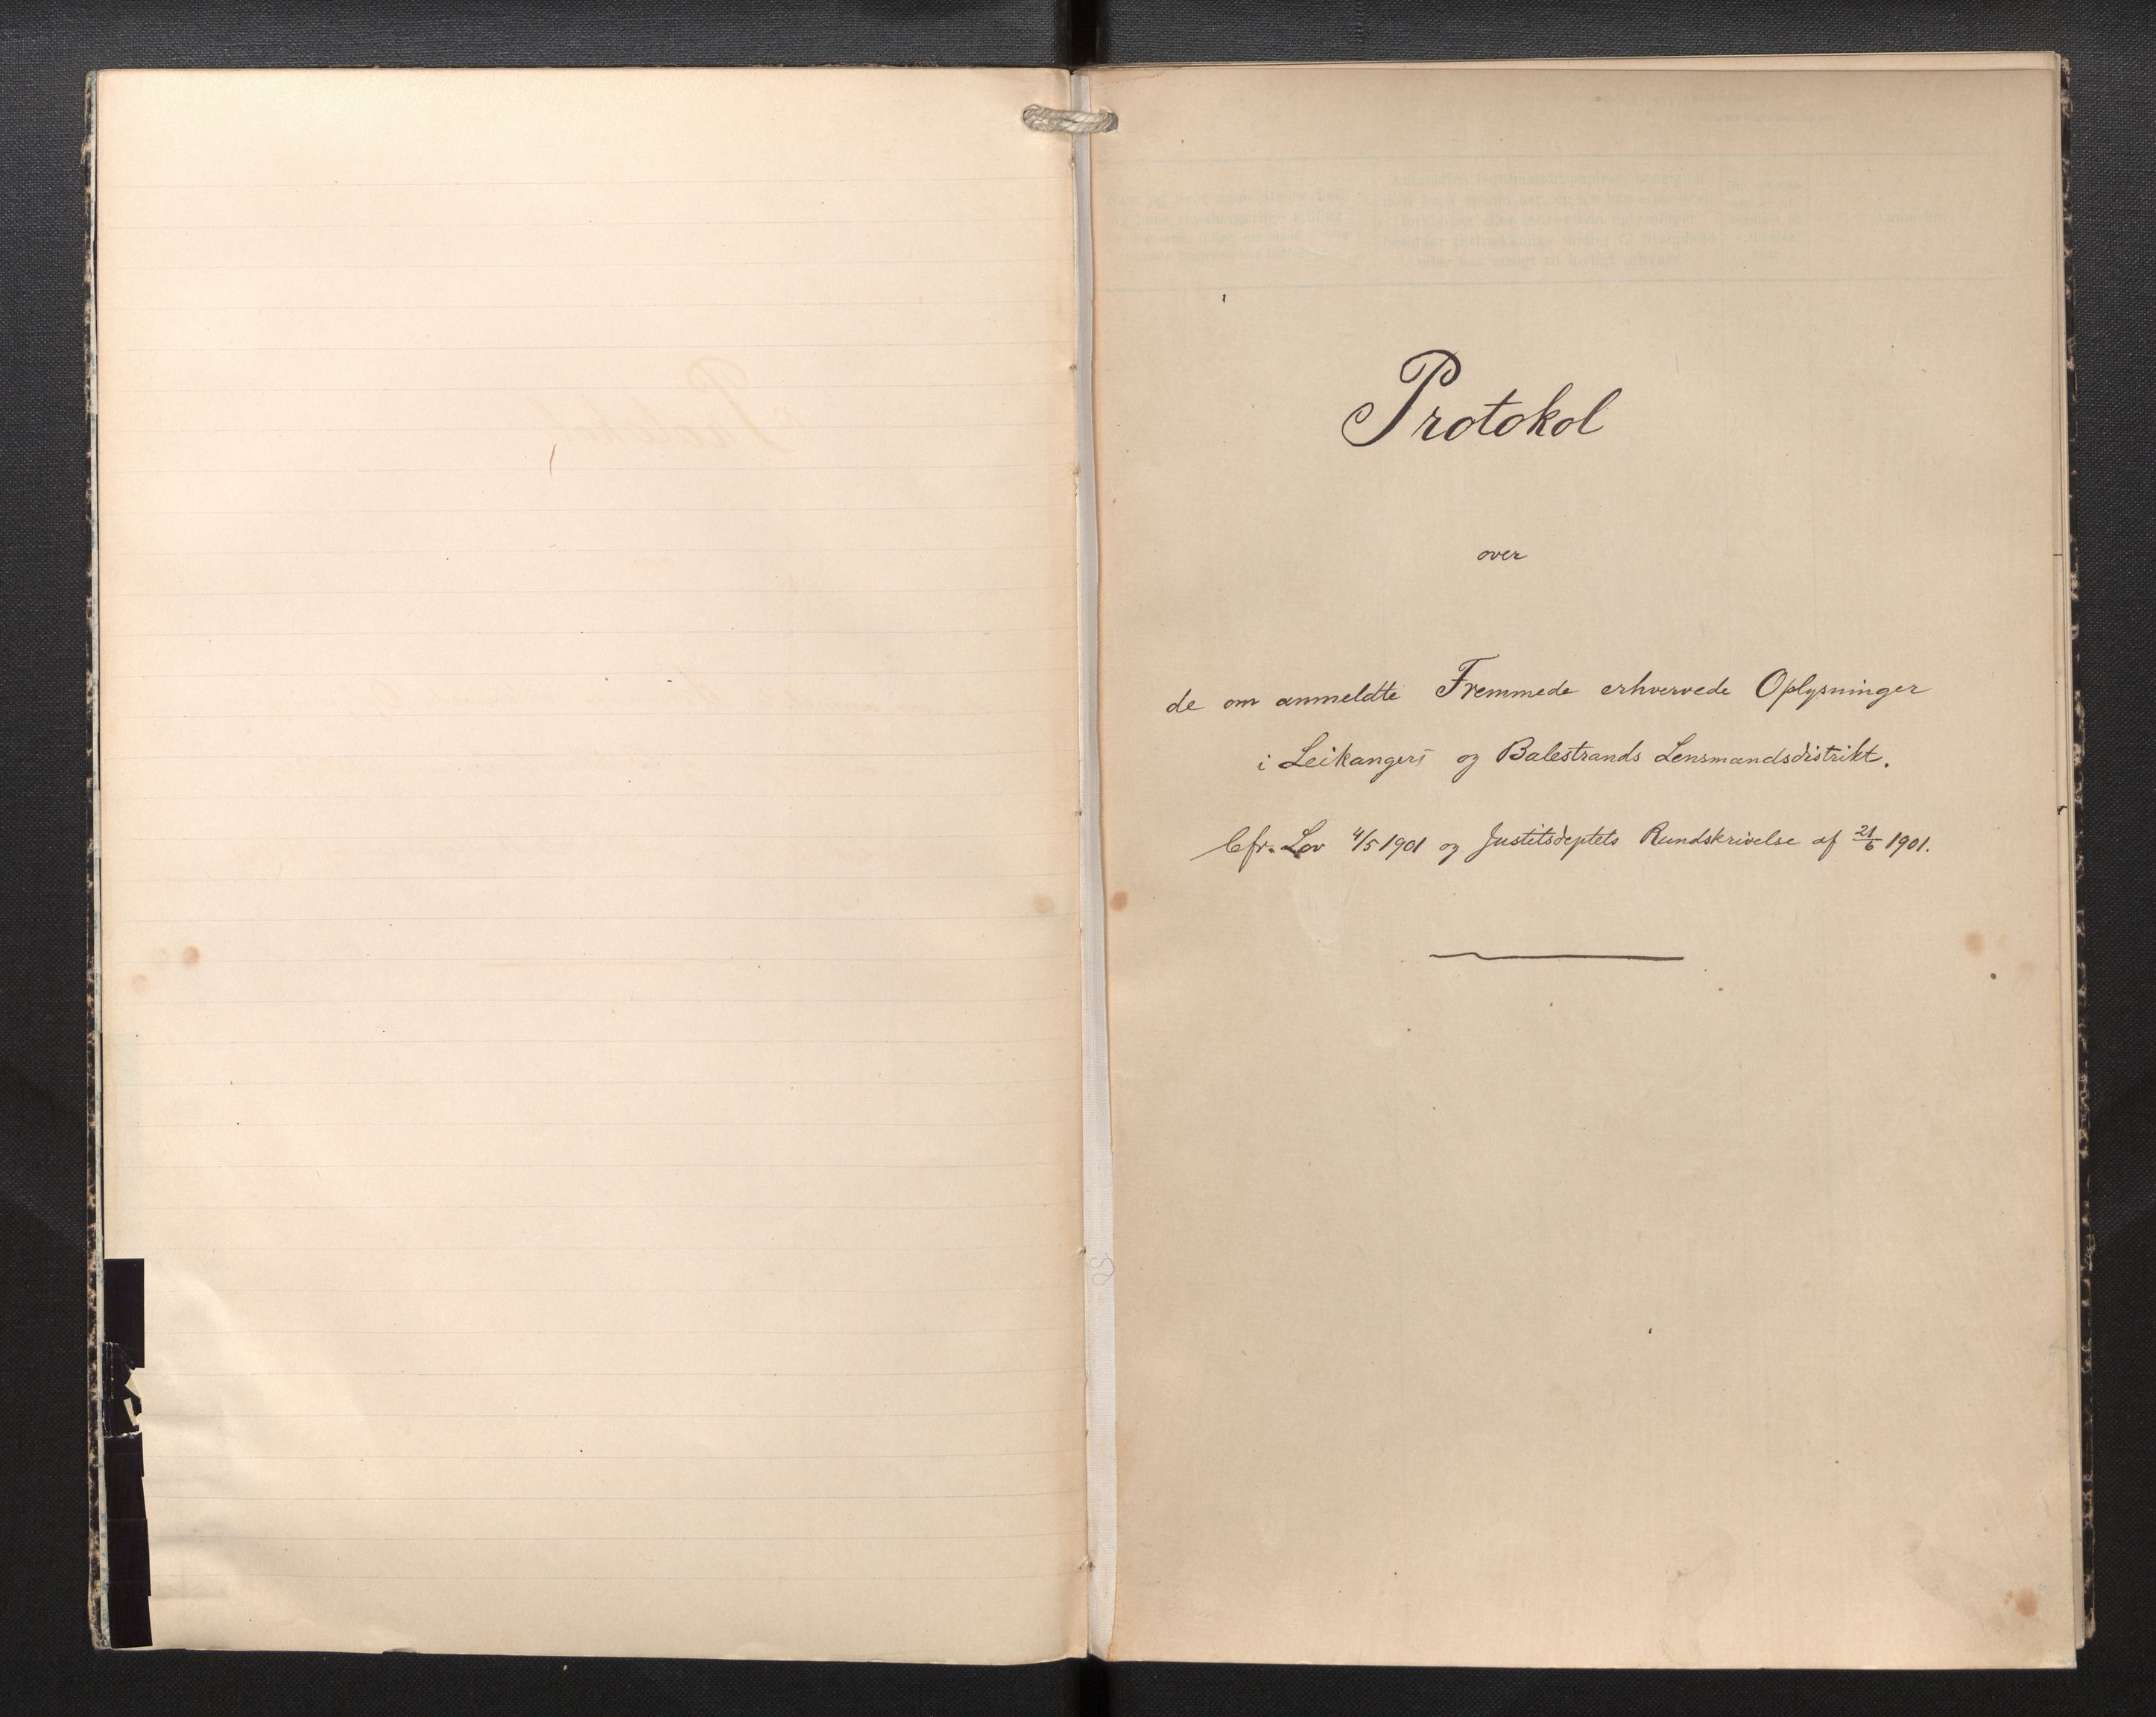 Protokol
over
de om anmeldte Fremmede erhvervede Oplysninger
i Leikangers og Balestrands Lensmandsdistrikt.
Cfr. Lov 4/5 1901 og Justitsdeptets Rundskrivelse af 21/6 1901.